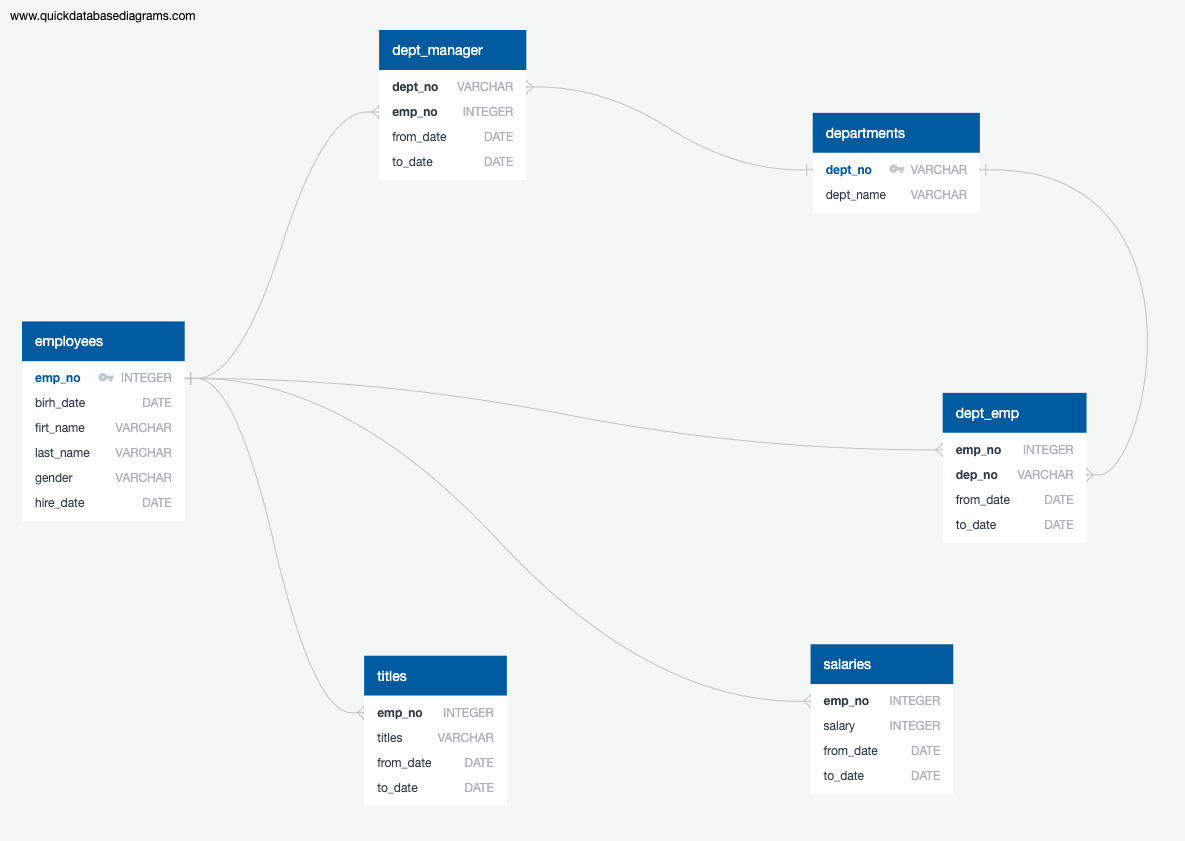 www.quickdatabasediagrams.com
dept_manager
dept_no VARCHAR
emp_no INTEGER
from_date DATE
to_date DATE
departments
dept_no VARCHAR
dept_name VARCHAR
employees
emp_no INTEGER
birh_date DATE
firt_name VARCHAR
last_name VARCHAR
gender VARCHAR
hire_date DATE
dept_emp
emp_no INTEGER
dep_no VARCHAR
from_date DATE
to_date DATE
titles
emp_no INTEGER
titles VARCHAR
from_date DATE
to_date DATE
salaries
emp_no INTEGER
salary INTEGER
from_date DATE
to_date DATE